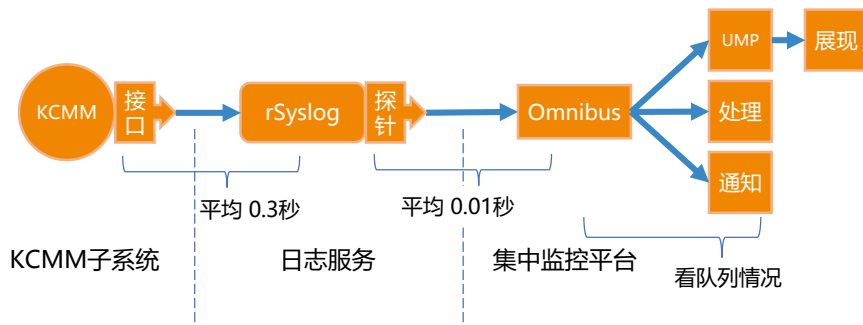 UMP
展现
KCMM
接
口
rSyslog
探
针
Omnibus
处理
通知
平均 0.3秒
平均 0.01秒
KCMM子系统
日志服务
集中监控平台
看队列情况